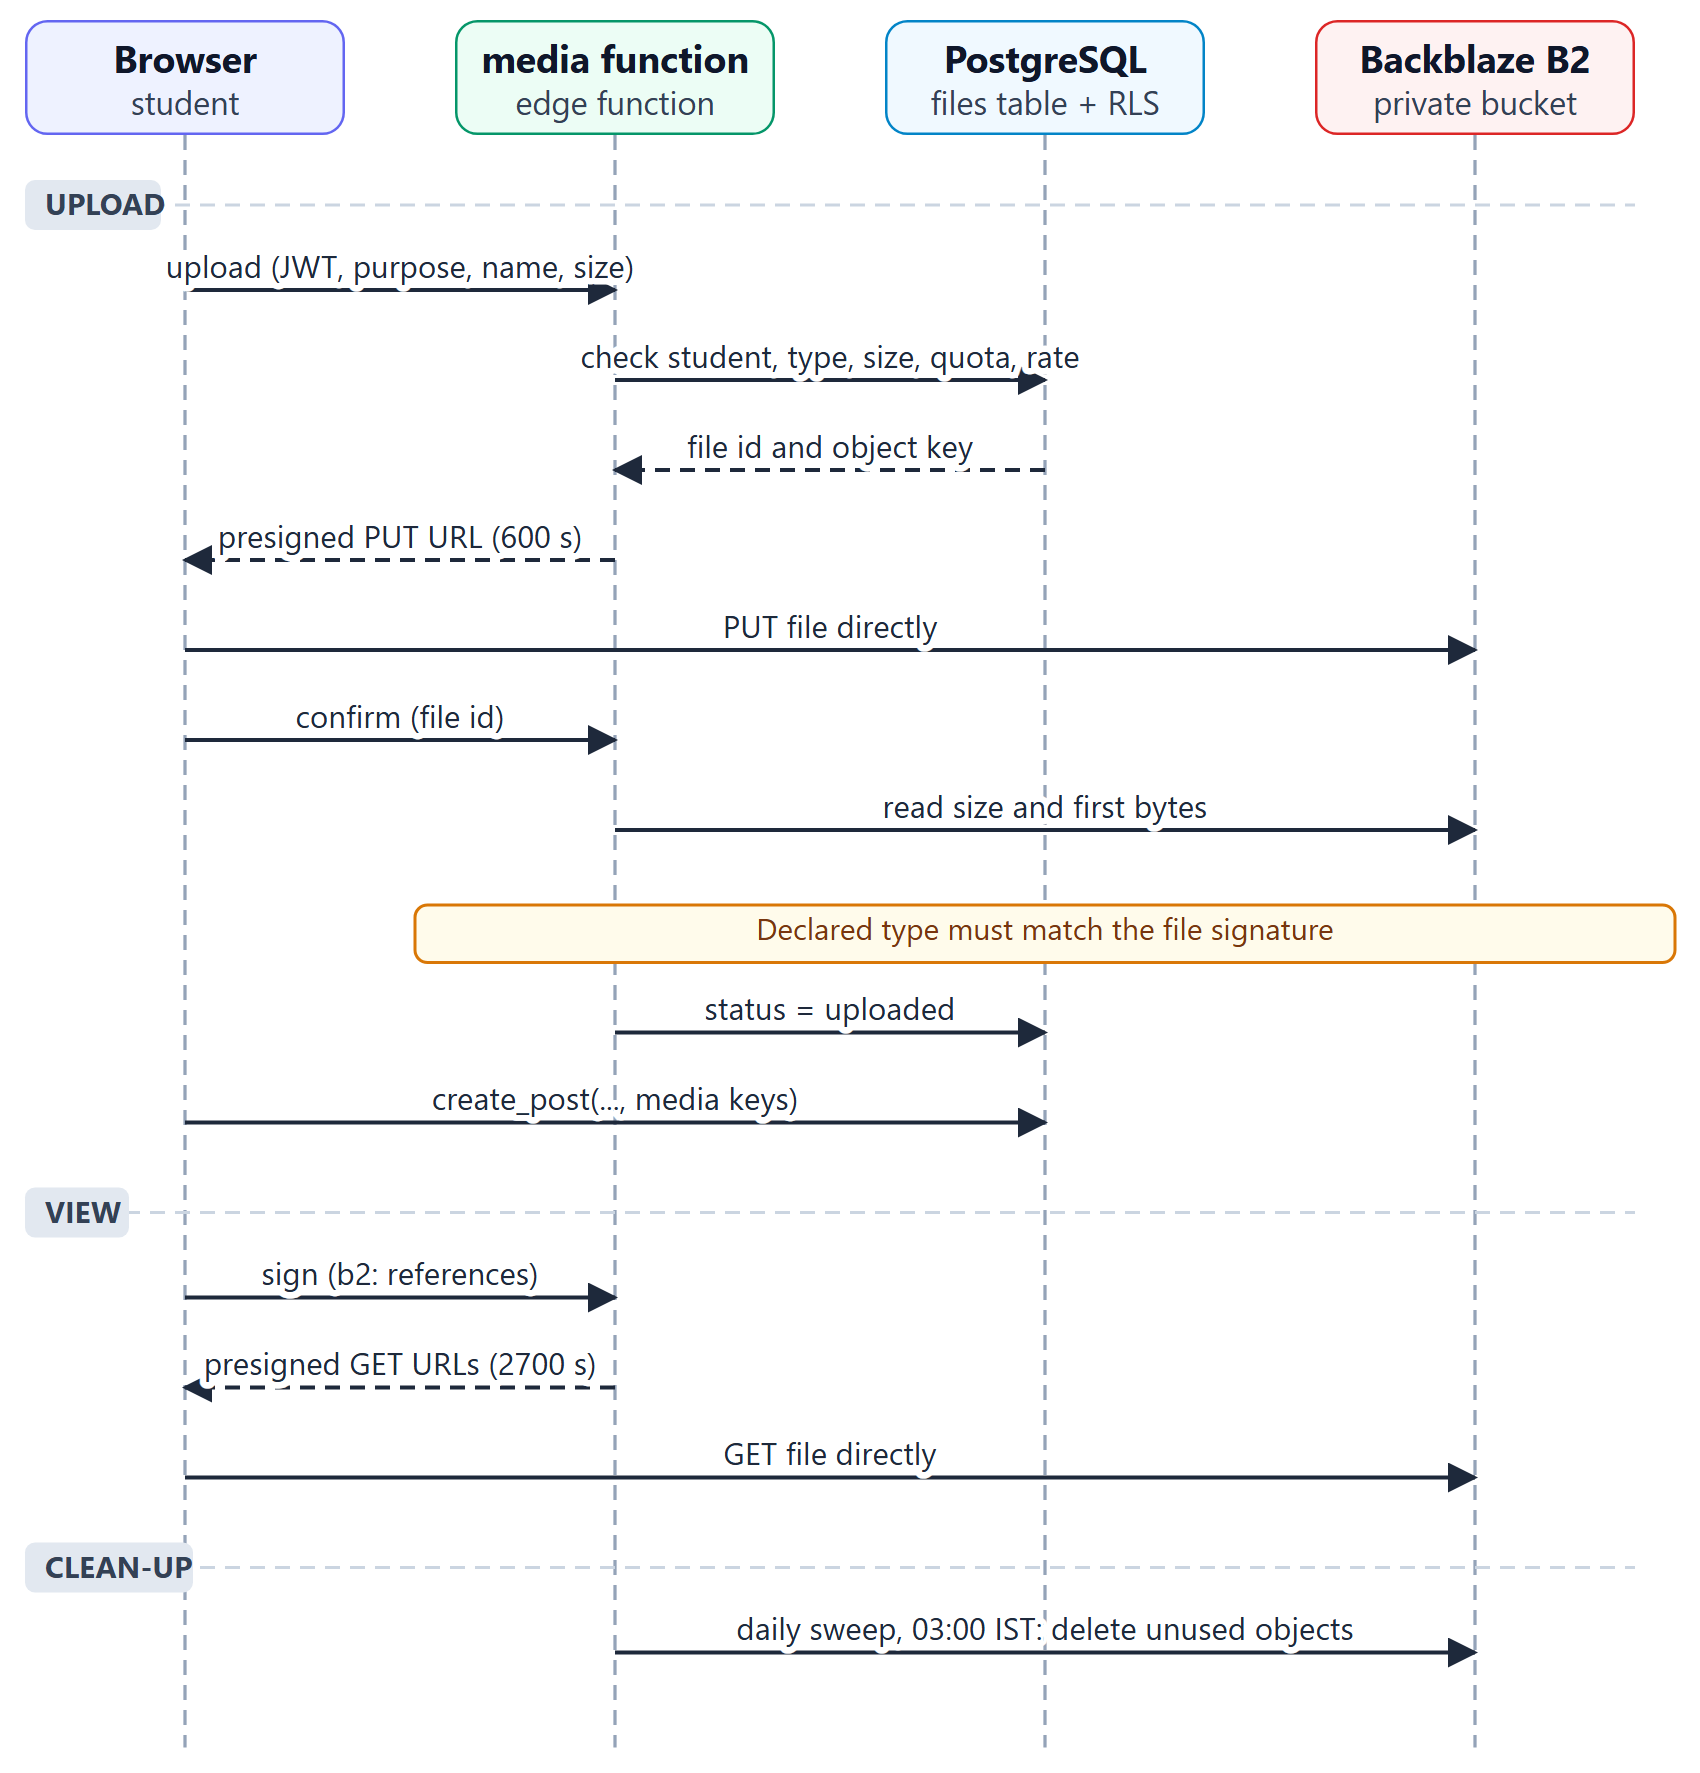 Browser
student
media function
edge function
PostgreSQL
files table + RLS
Backblaze B2
private bucket
UPLOAD
upload (JWT, purpose, name, size)
check student, type, size, quota, rate
file id and object key
presigned PUT URL (600 s)
PUT file directly
confirm (file id)
read size and first bytes
Declared type must match the file signature
status = uploaded
create_post(..., media keys)
VIEW
sign (b2: references)
presigned GET URLs (2700 s)
GET file directly
CLEAN-UP
daily sweep, 03:00 IST: delete unused objects